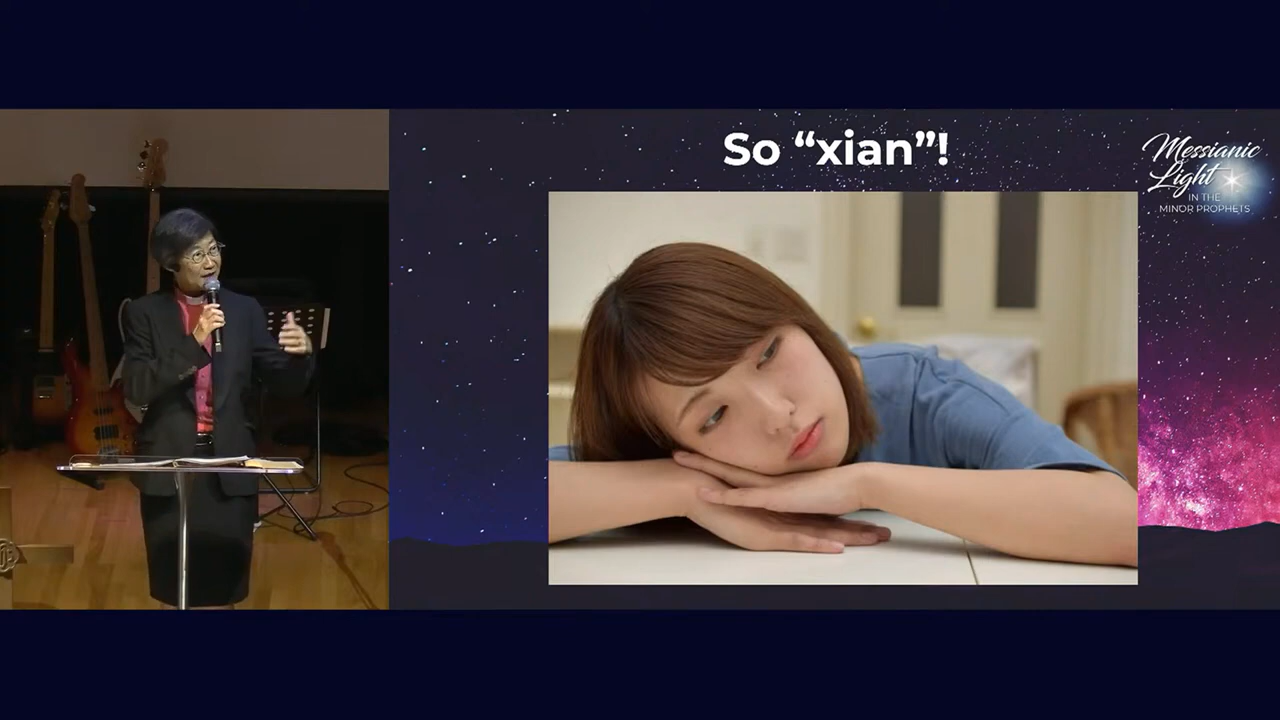 So “xian”!
Messianic
Light
IN THE
MINOR PROPHETS